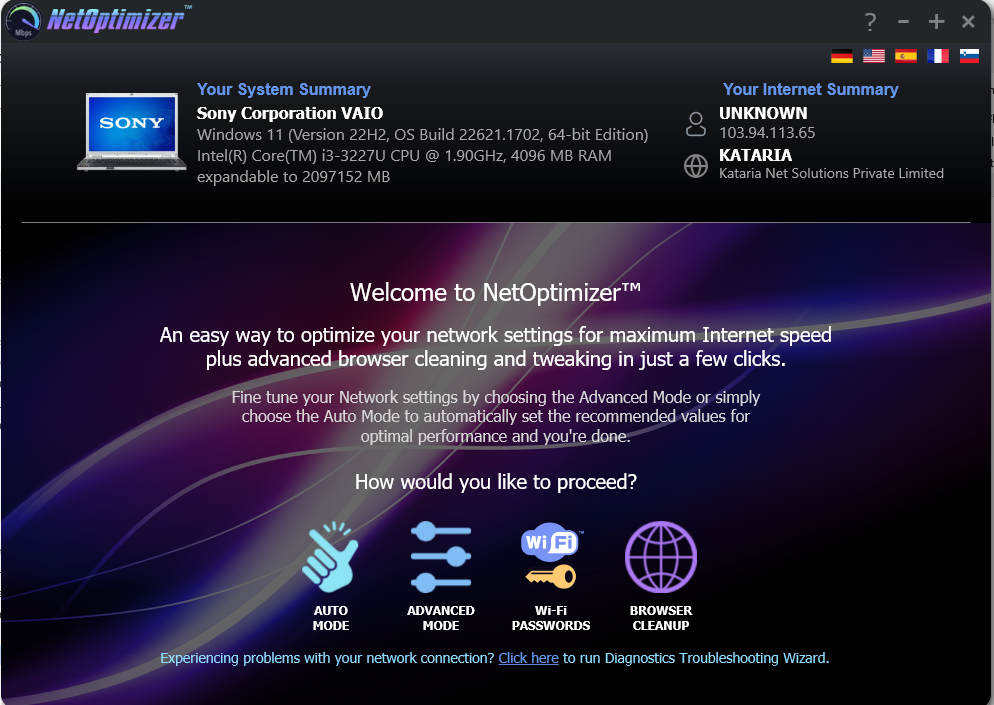 Mbps
NetOptimizer™
?
Your System Summary
Sony Corporation VAIO
Windows 11 (Version 22H2, OS Build 22621.1702, 64-bit Edition)
Intel(R) Core(TM) i3-3227U CPU @ 1.90GHz, 4096 MB RAM
expandable to 2097152 MB
SONY
Your Internet Summary
UNKNOWN
103.94.113.65
KATARIA
Kataria Net Solutions Private Limited
Welcome to NetOptimizer™
An easy way to optimize your network settings for maximum Internet speed
plus advanced browser cleaning and tweaking in just a few clicks.
Fine tune your Network settings by choosing the Advanced Mode or simply
choose the Auto Mode to automatically set the recommended values for
optimal performance and you're done.
How would you like to proceed?
AUTO
MODE
ADVANCED
MODE
WiFi™
Wi-Fi
PASSWORDS
BROWSER
CLEANUP
Experiencing problems with your network connection? Click here to run Diagnostics Troubleshooting Wizard.